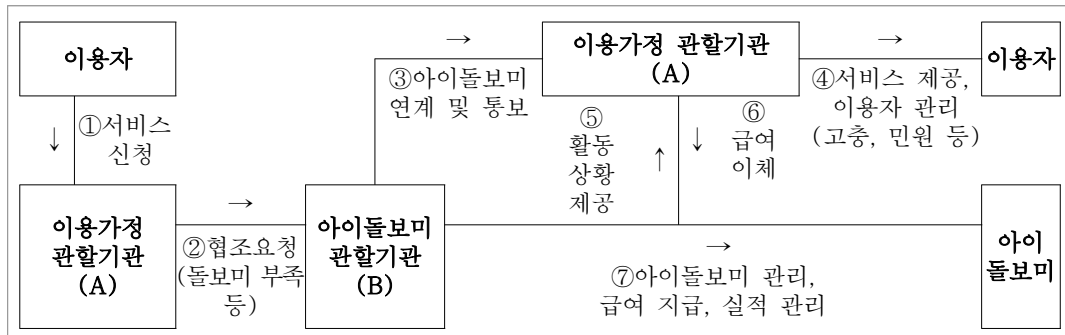 이용자
↓
①서비스
신청
이용가정
관할기관
(A)
→
②협조요청
(돌보미 부족
등)
아이돌보미
관할기관
(B)
→
③아이돌보미
연계 및 통보
이용가정 관할기관
(A)
→
④서비스 제공,
이용자 관리
(고충, 민원 등)
이용자
⑤
활동
상황
제공
↑
↓
⑥
급여
이체
→
⑦아이돌보미 관리,
급여 지급, 실적 관리
아이
돌보미